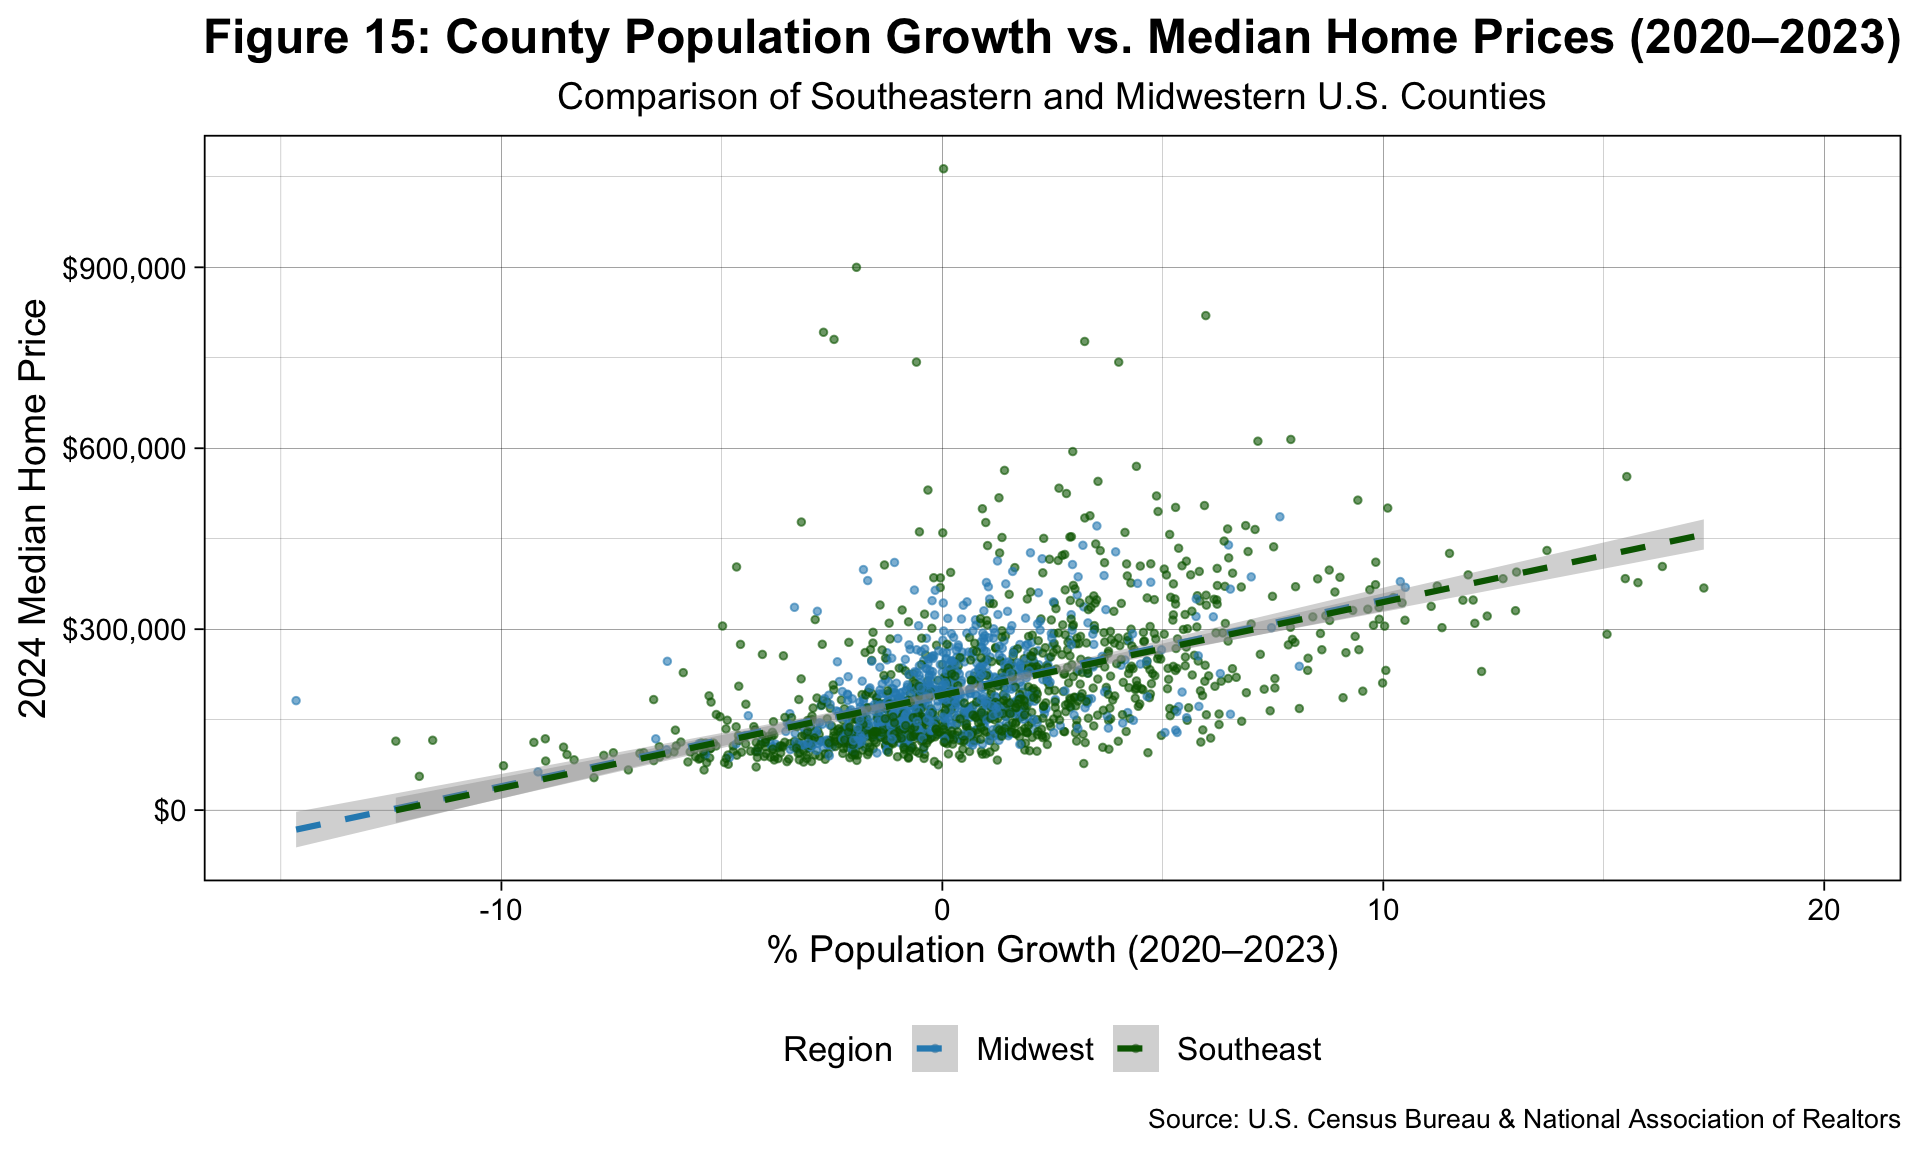 Figure 15: County Population Growth vs. Median Home Prices (2020–2023)
Comparison of Southeastern and Midwestern U.S. Counties
2024 Median Home Price
$900,000
$600,000
$300,000
$0
-10
0
10
20
% Population Growth (2020–2023)
Region
Midwest
Southeast
Source: U.S. Census Bureau & National Association of Realtors